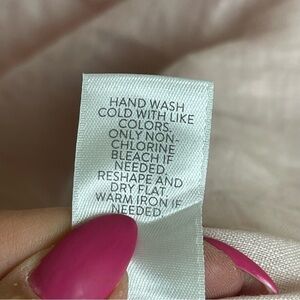 HAND WASH
COLD WITH LIKE
COLORS.
ONLY NON-
CHLORINE
BLEACH IF
NEEDED.
RESHAPE AND
DRY FLAT.
WARM IRON IF
NEEDED.